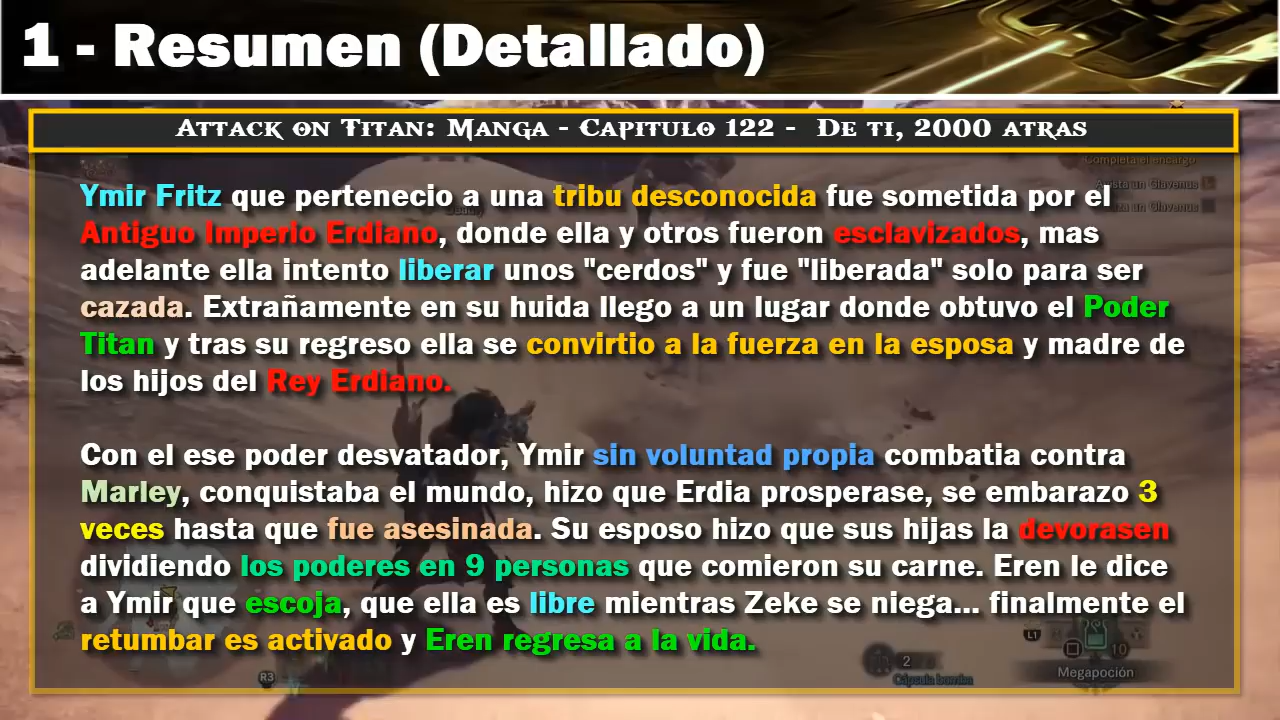 1 - Resumen (Detallado)
Attack on Titan: Manga - Capitulo 122 - De ti, 2000 atras
Completa el encargo
Ymir Fritz que pertenecio a una tribu desconocida fue sometida por el
Antiguo Imperio Erdiano, donde ella y otros fueron esclavizados, mas
adelante ella intento liberar unos "cerdos" y fue "liberada" solo para ser
cazada. Extrañamente en su huida llego a un lugar donde obtuvo el Poder
Titan y tras su regreso ella se convirtio a la fuerza en la esposa y madre de
los hijos del Rey Erdiano.
Con el ese poder desvatador, Ymir sin voluntad propia combatia contra
Marley, conquistaba el mundo, hizo que Erdia prosperase, se embarazo 3
veces hasta que fue asesinada. Su esposo hizo que sus hijas la devorasen
dividiendo los poderes en 9 personas que comieron su carne. Eren le dice
a Ymir que escoja, que ella es libre mientras Zeke se niega... finalmente el
retumbar es activado y Eren regresa a la vida.
L1
10
2
Megapoción
R3
Cápsula bomba